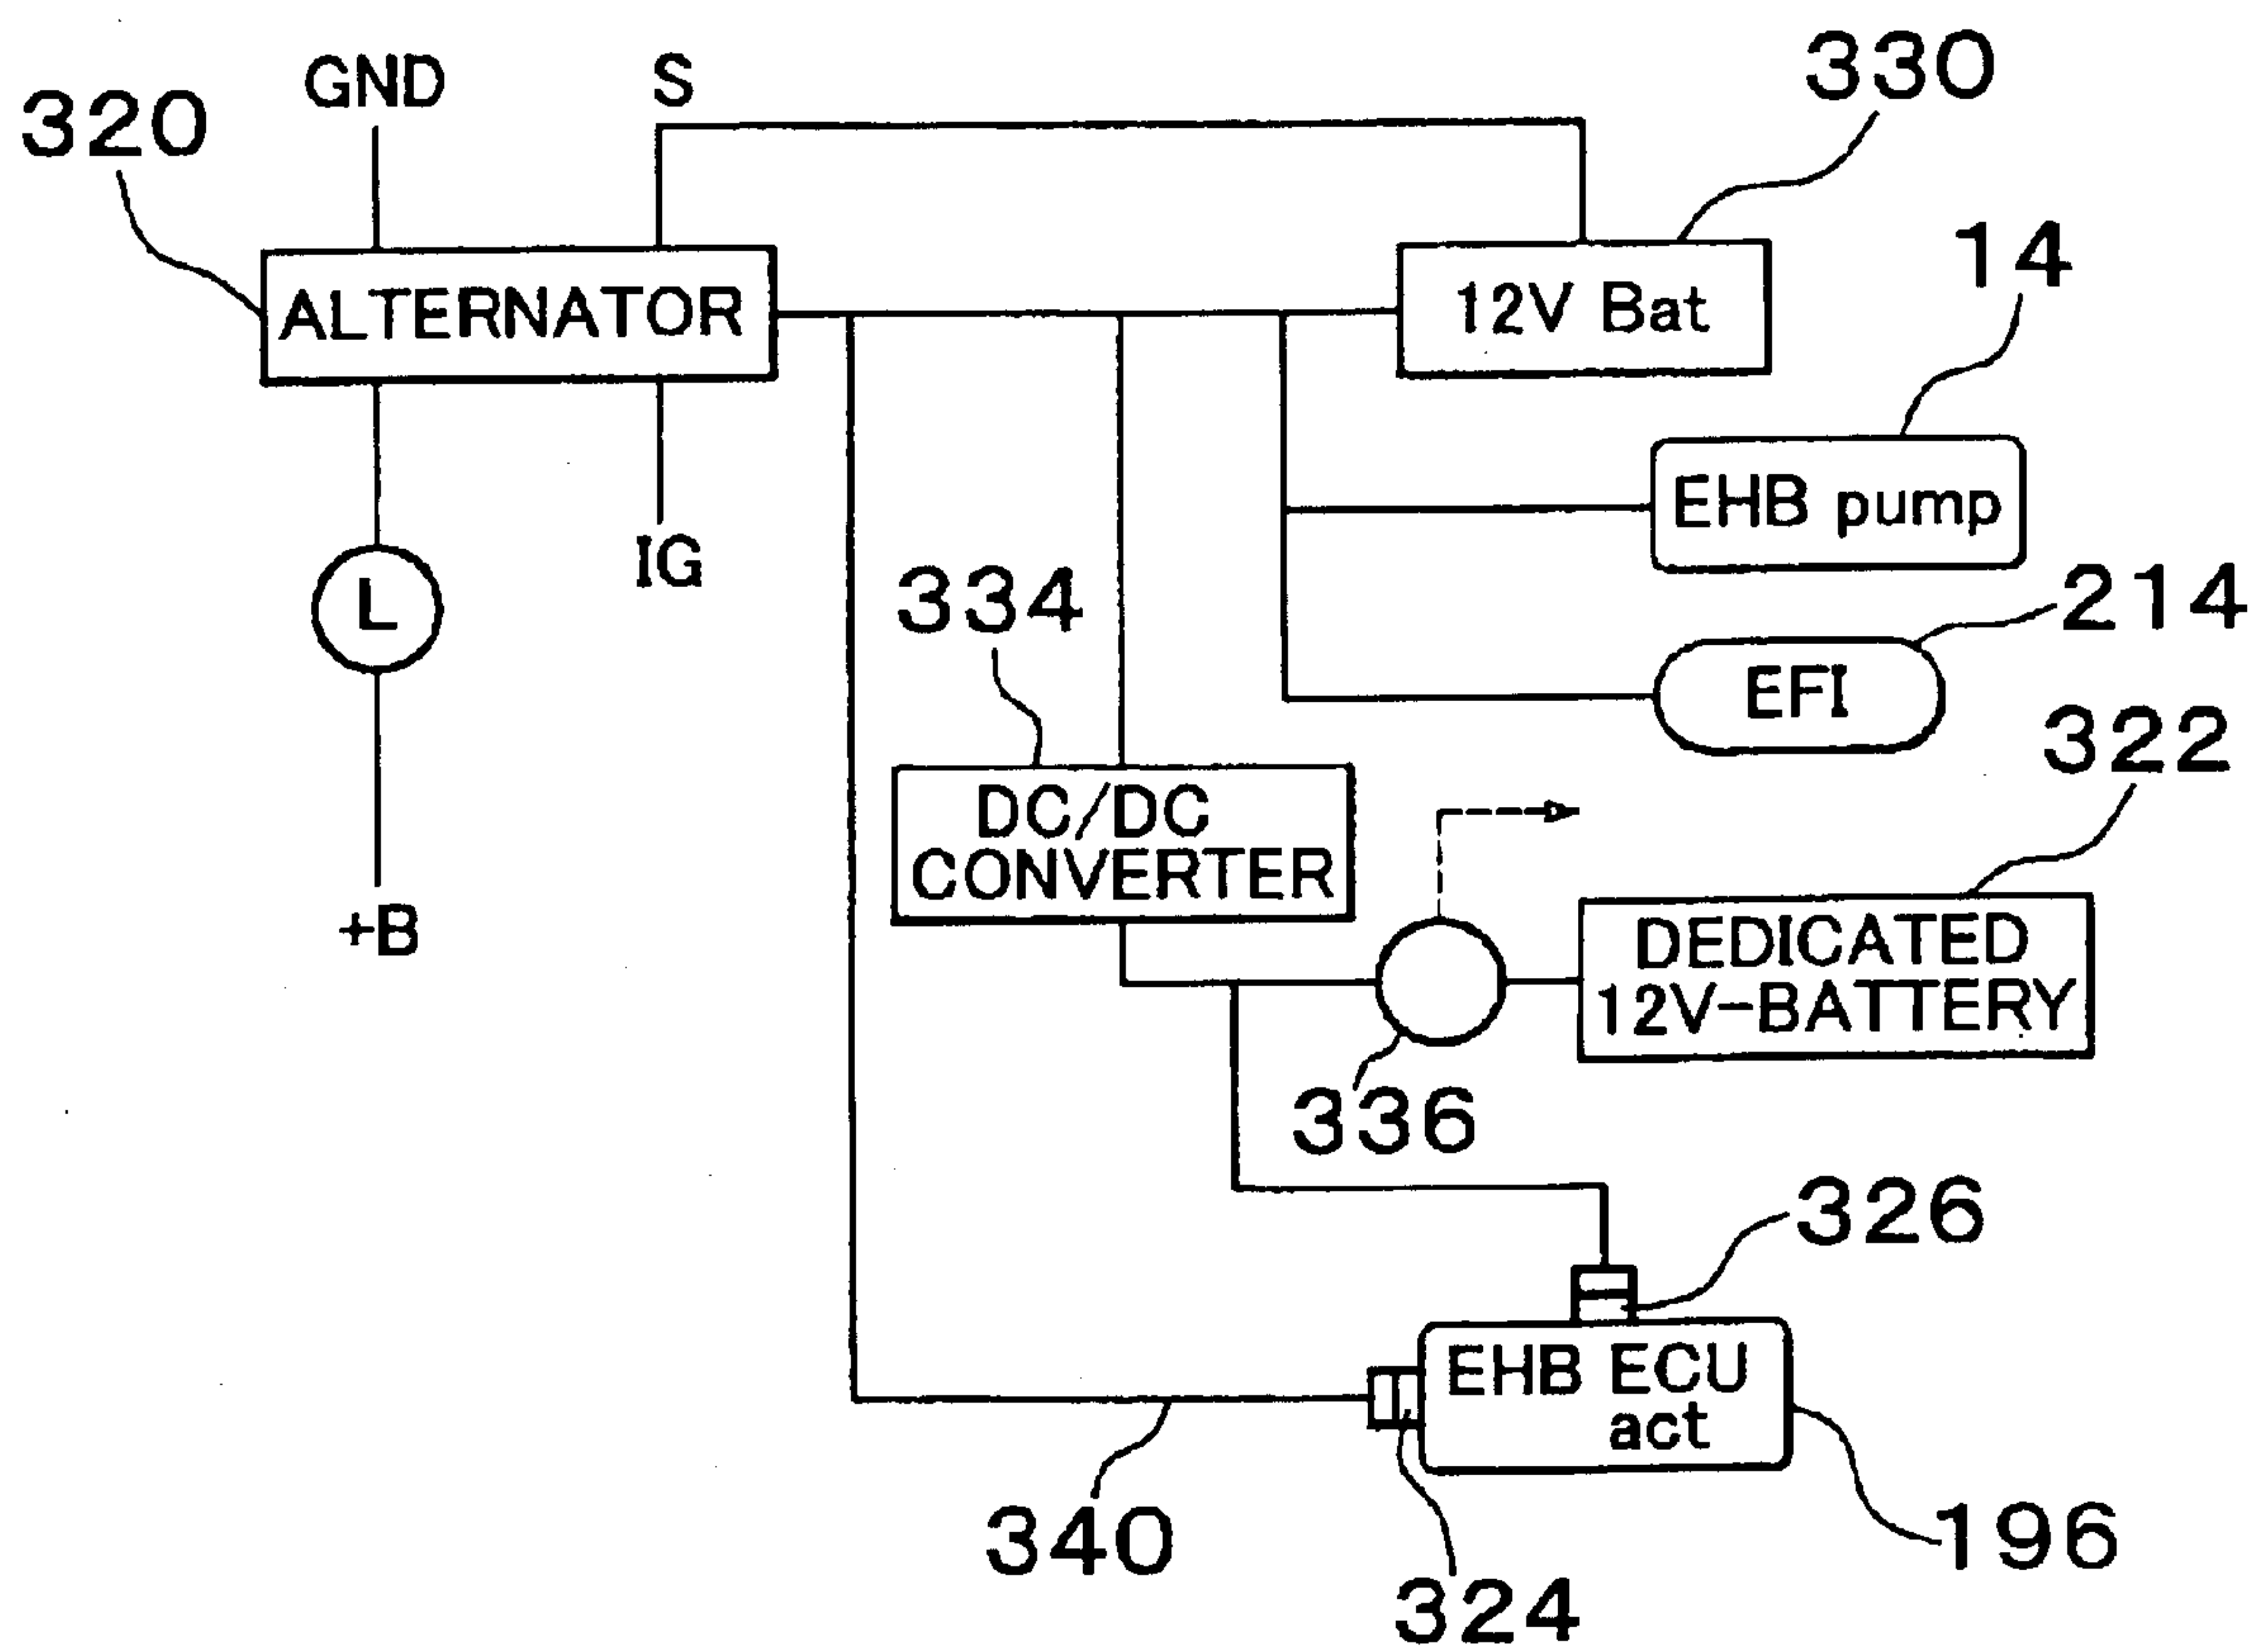 GND
S
330
320
14
ALTERNATOR
12V Bat
EHB pump
IG
L
334
214
EFI
322
DC/DC
CONVERTER
+B
DEDICATED
12V-BATTERY
336
326
EHB ECU
act
340
324
196